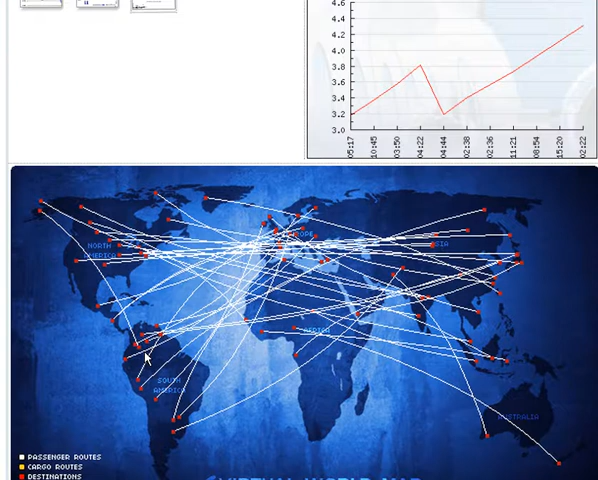 4.6
4.4
4.2
4.0
3.8
3.6
3.4
3.2
3.0
05:17
10:45
03:50
04:22
04:44
02:38
02:36
11:21
08:54
15:20
02:22
NORTH
AMERICA
EUROPE
ASIA
AFRICA
SOUTH
AMERICA
AUSTRALIA
PASSENGER ROUTES
CARGO ROUTES
DESTINATIONS
VIRTUAL WORLD MAP